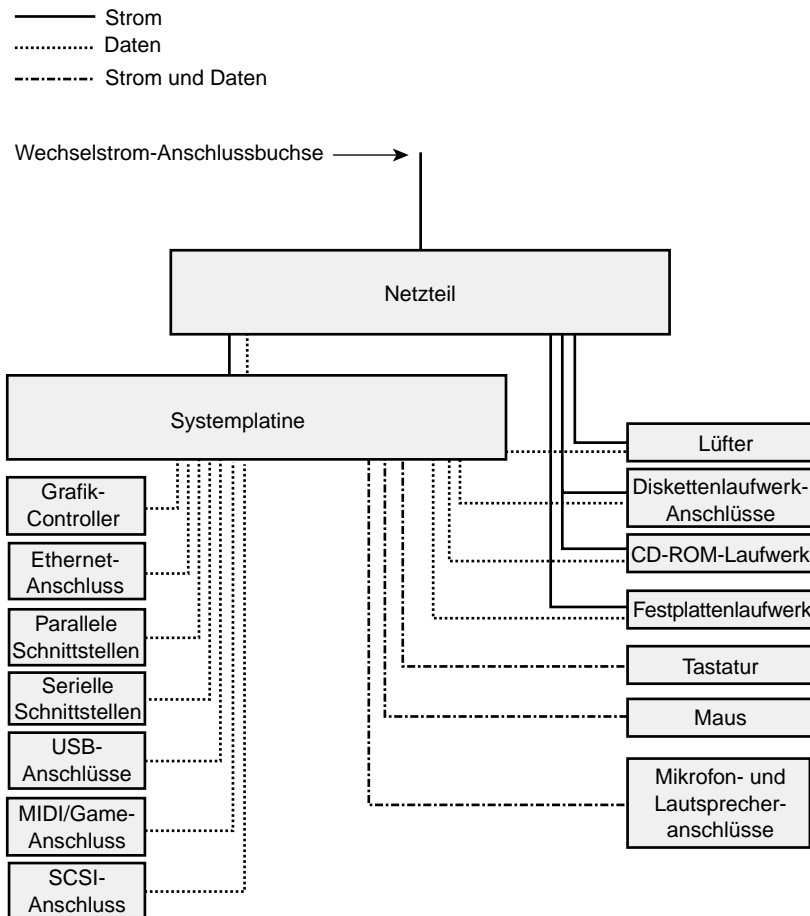 Strom
Daten
Strom und Daten
Wechselstrom-Anschlussbuchse
Netzteil
Systemplatine
Lüfter
Diskettenlaufwerk-
Anschlüsse
CD-ROM-Laufwerk
Festplattenlaufwerk
Tastatur
Maus
Mikrofon- und
Lautsprecher-
anschlüsse
Grafik-
Controller
Ethernet-
Anschluss
Parallele
Schnittstellen
Serielle
Schnittstellen
USB-
Anschlüsse
MIDI/Game-
Anschluss
SCSI-
Anschluss